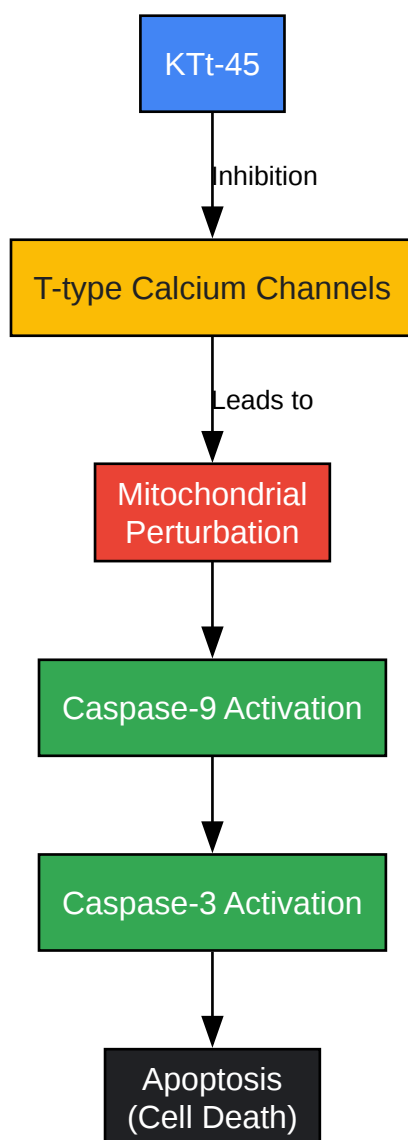 KTt-45
Inhibition
T-type Calcium Channels
Leads to
Mitochondrial
Perturbation
Caspase-9 Activation
Caspase-3 Activation
Apoptosis
(Cell Death)